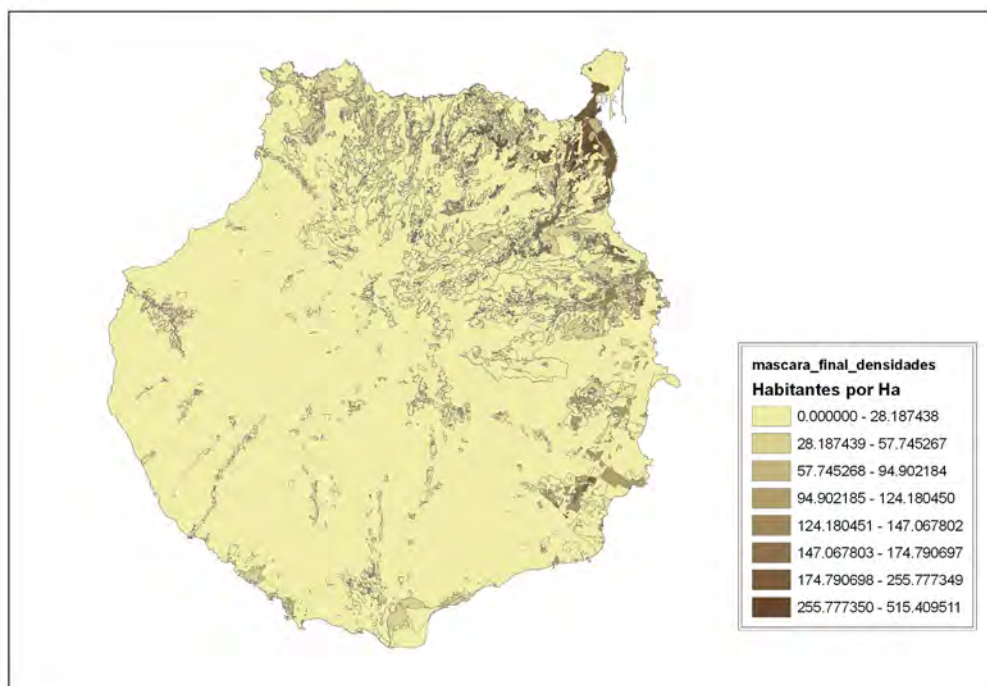 mascara_final_densidades
Habitantes por Ha
0.000000 - 28.187438
28.187439 - 57.745267
57.745268 - 94.902184
94.902185 - 124.180450
124.180451 - 147.067802
147.067803 - 174.790697
174.790698 - 255.777349
255.777350 - 515.409511